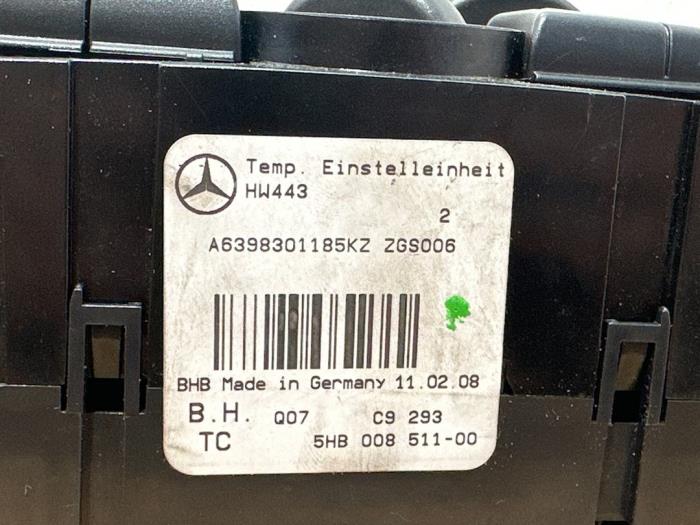 Temp. Einstelleinheit
HW443
2
A6398301185KZ ZGS006
BHB Made in Germany 11.02.08
B.H. Q07 C9 293
TC 5HB 008 511-00